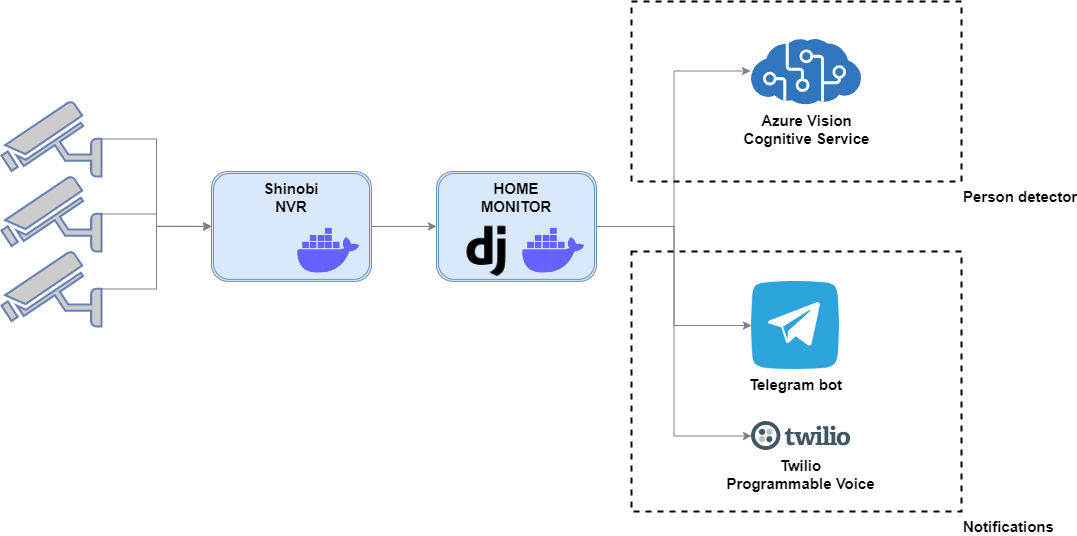 Azure Vision
Cognitive Service
Person detector
Shinobi
NVR
HOME
MONITOR
dj
Telegram bot
twilio
Twilio
Programmable Voice
Notifications